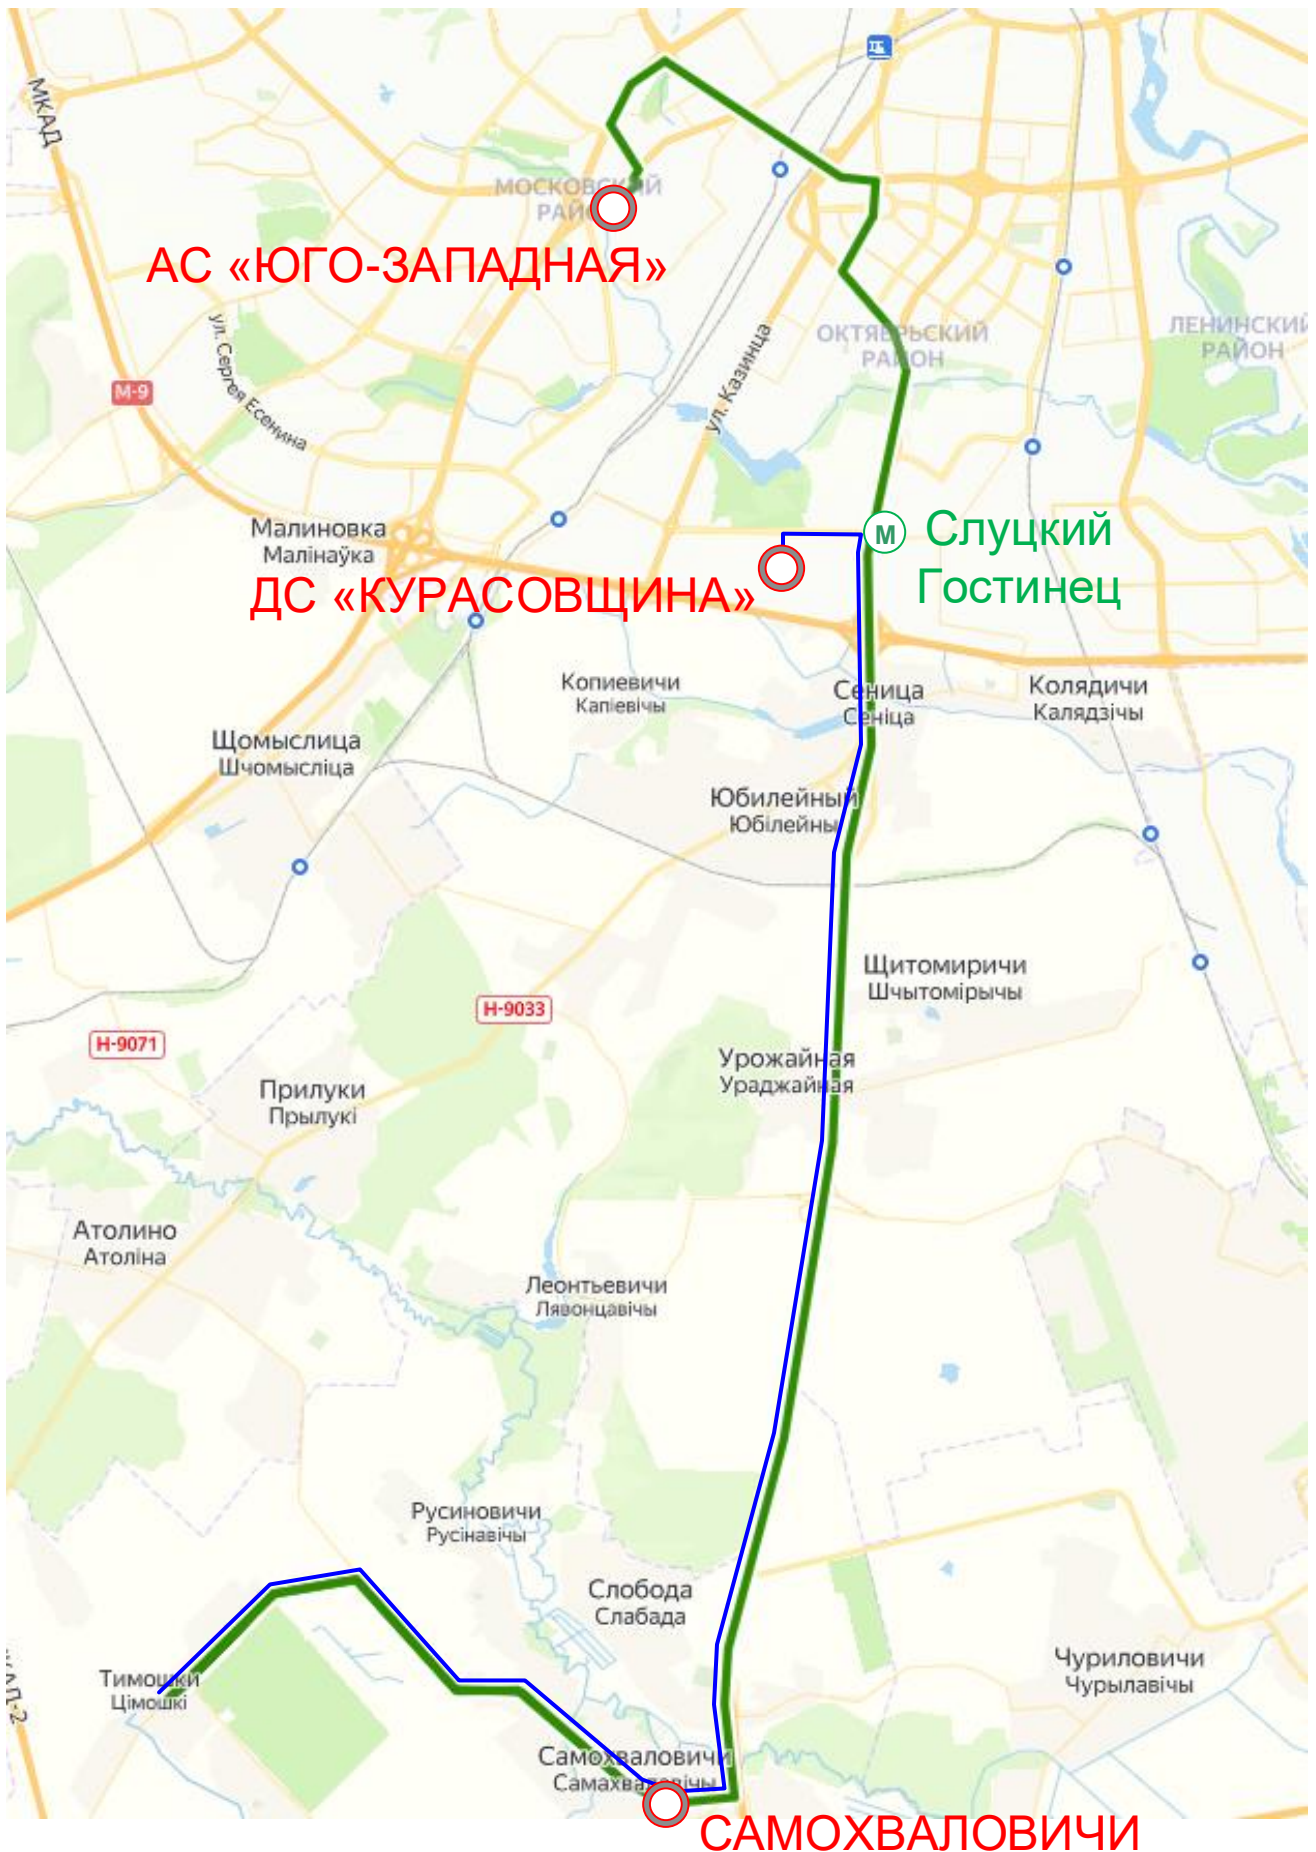 МКАД
МОСКОВСКИЙ
РАЙОН
АС «ЮГО-ЗАПАДНАЯ»
ул. Сергея Есенина
ул. Казинца
ОКТЯБРЬСКИЙ
РАЙОН
ЛЕНИНСКИЙ
РАЙОН
М-9
Малиновка
Малінаўка
М
Слуцкий
Гостинец
ДС «КУРАСОВЩИНА»
Копиевичи
Капіевічы
Сеница
Сеніца
Колядичи
Калядзічы
Щомыслица
Шчомысліца
Юбилейный
Юбілейны
Щитомиричи
Шчытомірычы
Н-9033
Н-9071
Урожайная
Ураджайная
Прилуки
Прылукі
Атолино
Атоліна
Леонтьевичи
Лявонцавічы
Русиновичи
Русінавічы
Слобода
Слабада
Чуриловичи
Чурылавічы
Тимошки
Цімошкі
Самохваловичи
Самахвалавічы
САМОХВАЛОВИЧИ